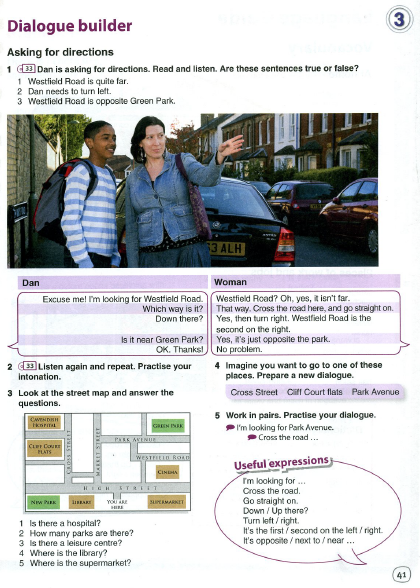 Dialogue builder
3
Asking for directions
1 33 Dan is asking for directions. Read and listen. Are these sentences true or false?
1 Westfield Road is quite far.
2 Dan needs to turn left.
3 Westfield Road is opposite Green Park.
53 ALH
Dan
Woman
Excuse me! I'm looking for Westfield Road.
Westfield Road? Oh, yes, it isn't far.
Which way is it?
That way. Cross the road here, and go straight on.
Down there?
Yes, then turn right. Westfield Road is the
second on the right.
Is it near Green Park?
Yes, it's just opposite the park.
OK. Thanks!
No problem.
2 33 Listen again and repeat. Practise your
intonation.
3 Look at the street map and answer the
questions.
CAVENDISH
HOSPITAL
GREEN PARK
CLIFF COURT
FLATS
CROSS STREET
MARKET STREET
PARK AVENUE
WESTFIELD ROAD
CINEMA
HIGH STREET
NEW PARK
LIBRARY
YOU ARE
HERE
SUPERMARKET
1 Is there a hospital?
2 How many parks are there?
3 Is there a leisure centre?
4 Where is the library?
5 Where is the supermarket?
4 Imagine you want to go to one of these
places. Prepare a new dialogue.
Cross Street Cliff Court flats Park Avenue
5 Work in pairs. Practise your dialogue.
I'm looking for Park Avenue.
Cross the road ...
Useful expressions
I'm looking for ...
Cross the road.
Go straight on.
Down / Up there?
Turn left / right.
It's the first / second on the left / right.
It's opposite / next to / near ...
41